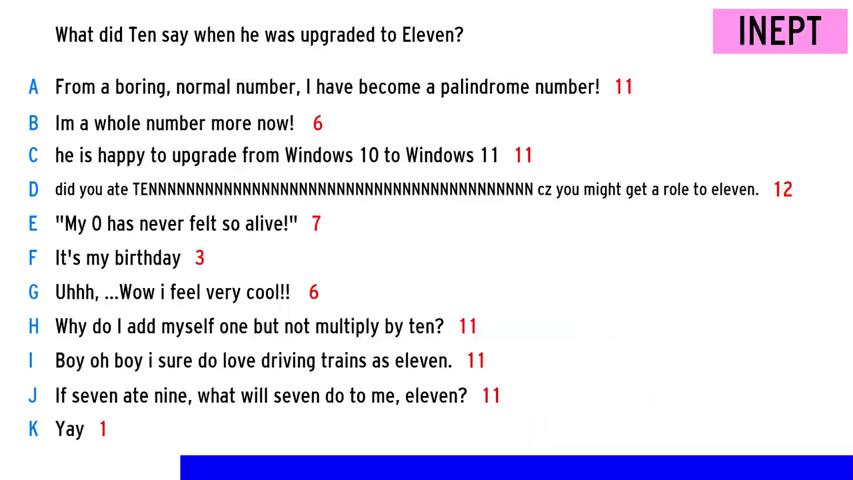 What did Ten say when he was upgraded to Eleven?
INEPT
A From a boring, normal number, I have become a palindrome number! 11
B Im a whole number more now! 6
C he is happy to upgrade from Windows 10 to Windows 11 11
D did you ate TENNNNNNNNNNNNNNNNNNNNNNNNNNNNNNNNNNNNNNNNN cz you might get a role to eleven. 12
E "My 0 has never felt so alive!" 7
F It's my birthday 3
G Uhhh, ...Wow i feel very cool!! 6
H Why do I add myself one but not multiply by ten? 11
I Boy oh boy i sure do love driving trains as eleven. 11
J If seven ate nine, what will seven do to me, eleven? 11
K Yay 1